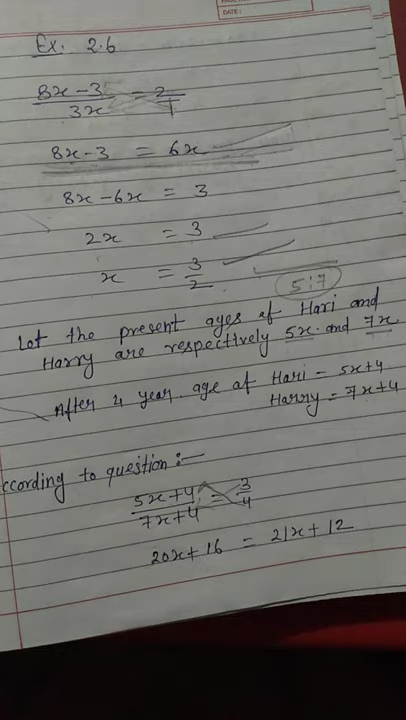 DATE:
Ex. 2.6
8x-3 / 3x = 2/1
8x-3 = 6x
8x-6x = 3
2x = 3
x = 3/2
5:7
Let the present ages of Hari and
Harry are respectively 5x and 7x.
After 4 year age of Hari = 5x+4
Harry = 7x+4
ccording to question:-
5x+4 / 7x+4 = 3/4
20x+16 = 21x+12